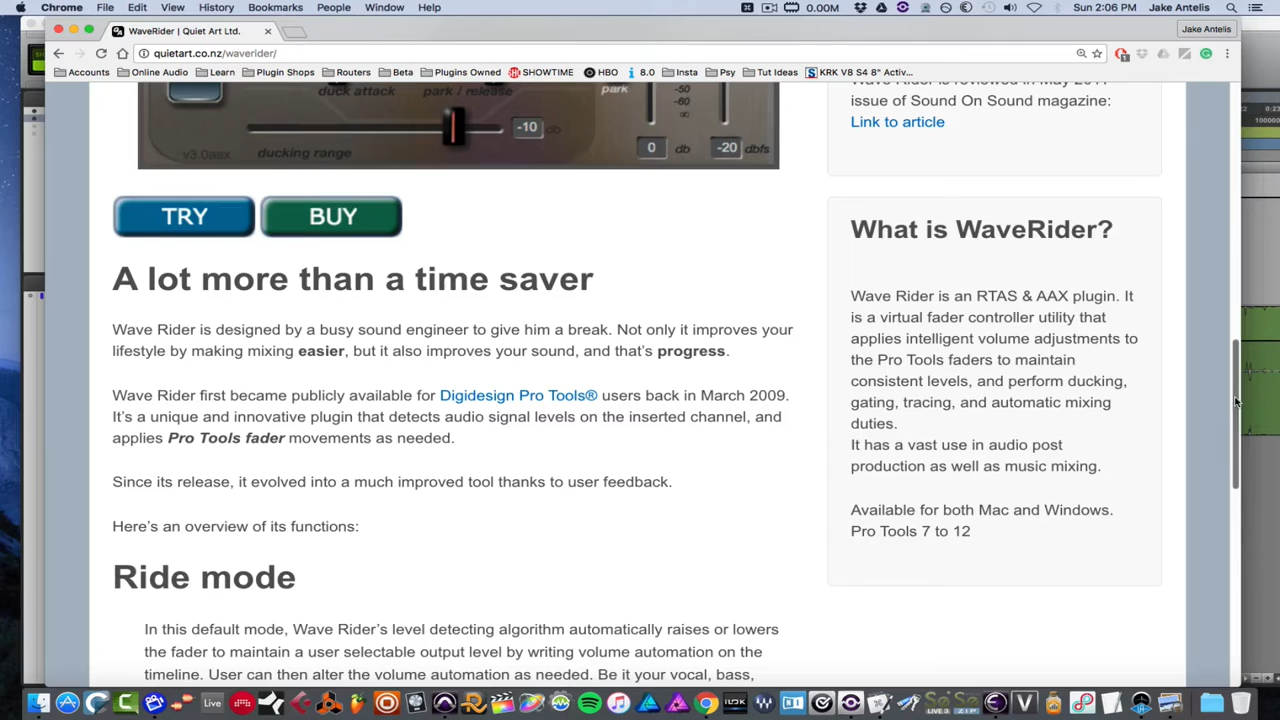 Chrome File Edit View History Bookmarks People Window Help 0.00M Sun 2:06 PM Jake Antelis
WaveRider | Quiet Art Ltd. Jake Antelis
quietart.co.nz/waverider/
Accounts Online Audio Learn Plugin Shops Routers Beta Plugins Owned SHOWTIME HBO 8.0 Insta Psy Tut Ideas KRK V8 S4 8" Activ...
duck attack park / release park -50
-60
∞
-10 db
ducking range
v3.0aax 0 db -20 dbfs
issue of Sound On Sound magazine:
Link to article
TRY BUY
A lot more than a time saver
Wave Rider is designed by a busy sound engineer to give him a break. Not only it improves your
lifestyle by making mixing easier, but it also improves your sound, and that's progress.
Wave Rider first became publicly available for Digidesign Pro Tools® users back in March 2009.
It's a unique and innovative plugin that detects audio signal levels on the inserted channel, and
applies Pro Tools fader movements as needed.
Since its release, it evolved into a much improved tool thanks to user feedback.
Here's an overview of its functions:
Ride mode
In this default mode, Wave Rider's level detecting algorithm automatically raises or lowers
the fader to maintain a user selectable output level by writing volume automation on the
timeline. User can then alter the volume automation as needed. Be it your vocal, bass,
What is WaveRider?
Wave Rider is an RTAS & AAX plugin. It
is a virtual fader controller utility that
applies intelligent volume adjustments to
the Pro Tools faders to maintain
consistent levels, and perform ducking,
gating, tracing, and automatic mixing
duties.
It has a vast use in audio post
production as well as music mixing.
Available for both Mac and Windows.
Pro Tools 7 to 12
Live